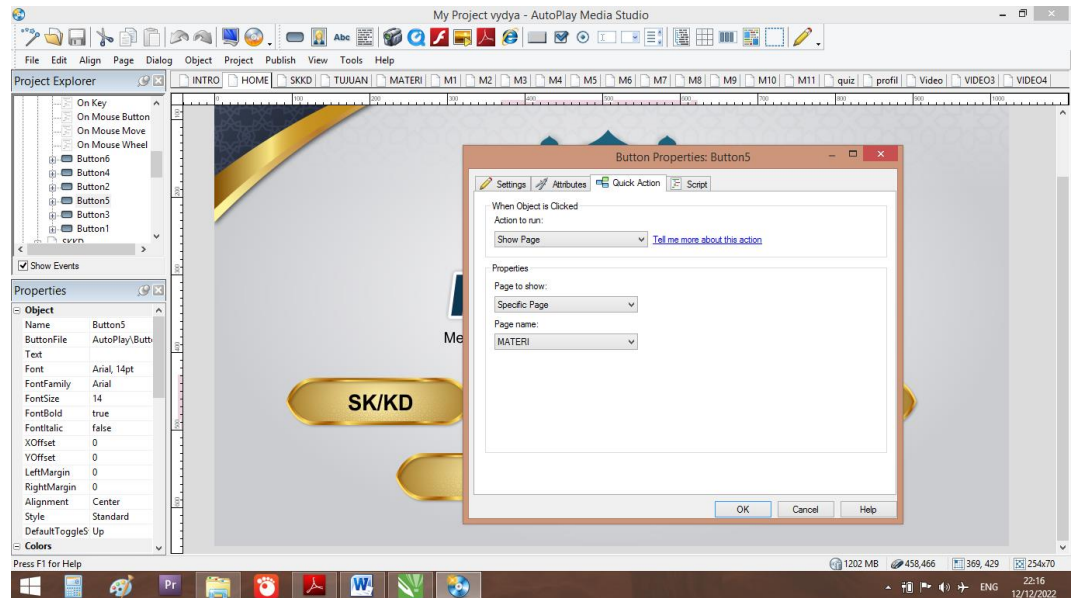 My Project vydya - AutoPlay Media Studio
Abc
File Edit Align Page Dialog Object Project Publish View Tools Help
Project Explorer
INTRO HOME SKKD TUJUAN MATERI M1 M2 M3 M4 M5 M6 M7 M8 M9 M10 M11 quiz profil Video VIDEO3 VIDEO4
On Key
On Mouse Button
On Mouse Move
On Mouse Wheel
Button6
Button4
Button2
Button5
Button3
Button1
SKKD
Show Events
Properties
Object
Name Button5
ButtonFile AutoPlay\Butt
Text
Font Arial, 14pt
FontFamily Arial
FontSize 14
FontBold true
FontItalic false
XOffset 0
YOffset 0
LeftMargin 0
RightMargin 0
Alignment Center
Style Standard
DefaultToggleS Up
Colors
Me
SK/KD
Button Properties: Button5
Settings Attributes Quick Action Script
When Object is Clicked
Action to run:
Show Page Tell me more about this action
Properties
Page to show:
Specific Page
Page name:
MATERI
OK Cancel Help
Press F1 for Help
1202 MB 458,466 369, 429 254x70
Pr
W
ENG
22:16
12/12/2022